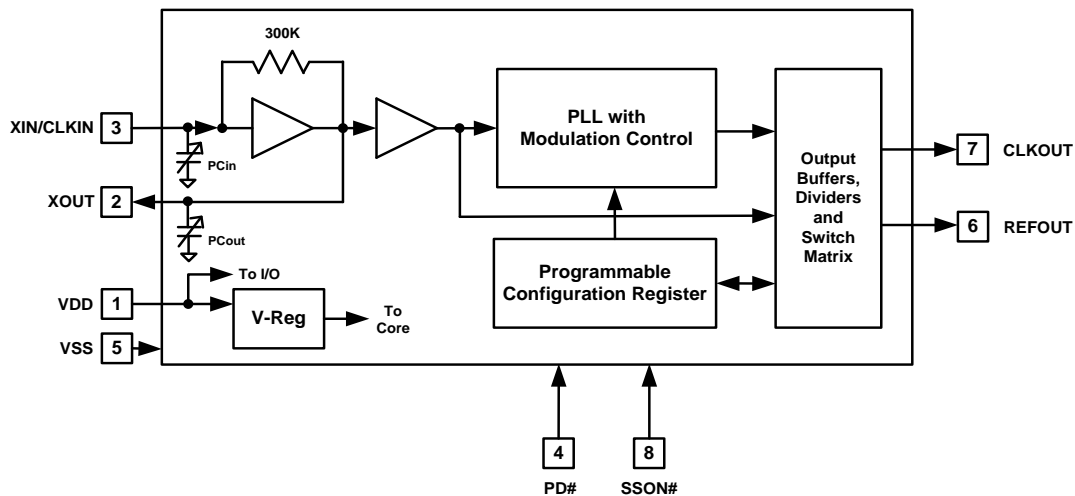 300K
XIN/CLKIN
3
PCin
PLL with
Modulation Control
Output
Buffers,
Dividers
and
Switch
Matrix
7
CLKOUT
XOUT
2
PCout
6
REFOUT
To I/O
Programmable
Configuration Register
VDD
1
V-Reg
To
Core
VSS
5
4
8
PD#
SSON#